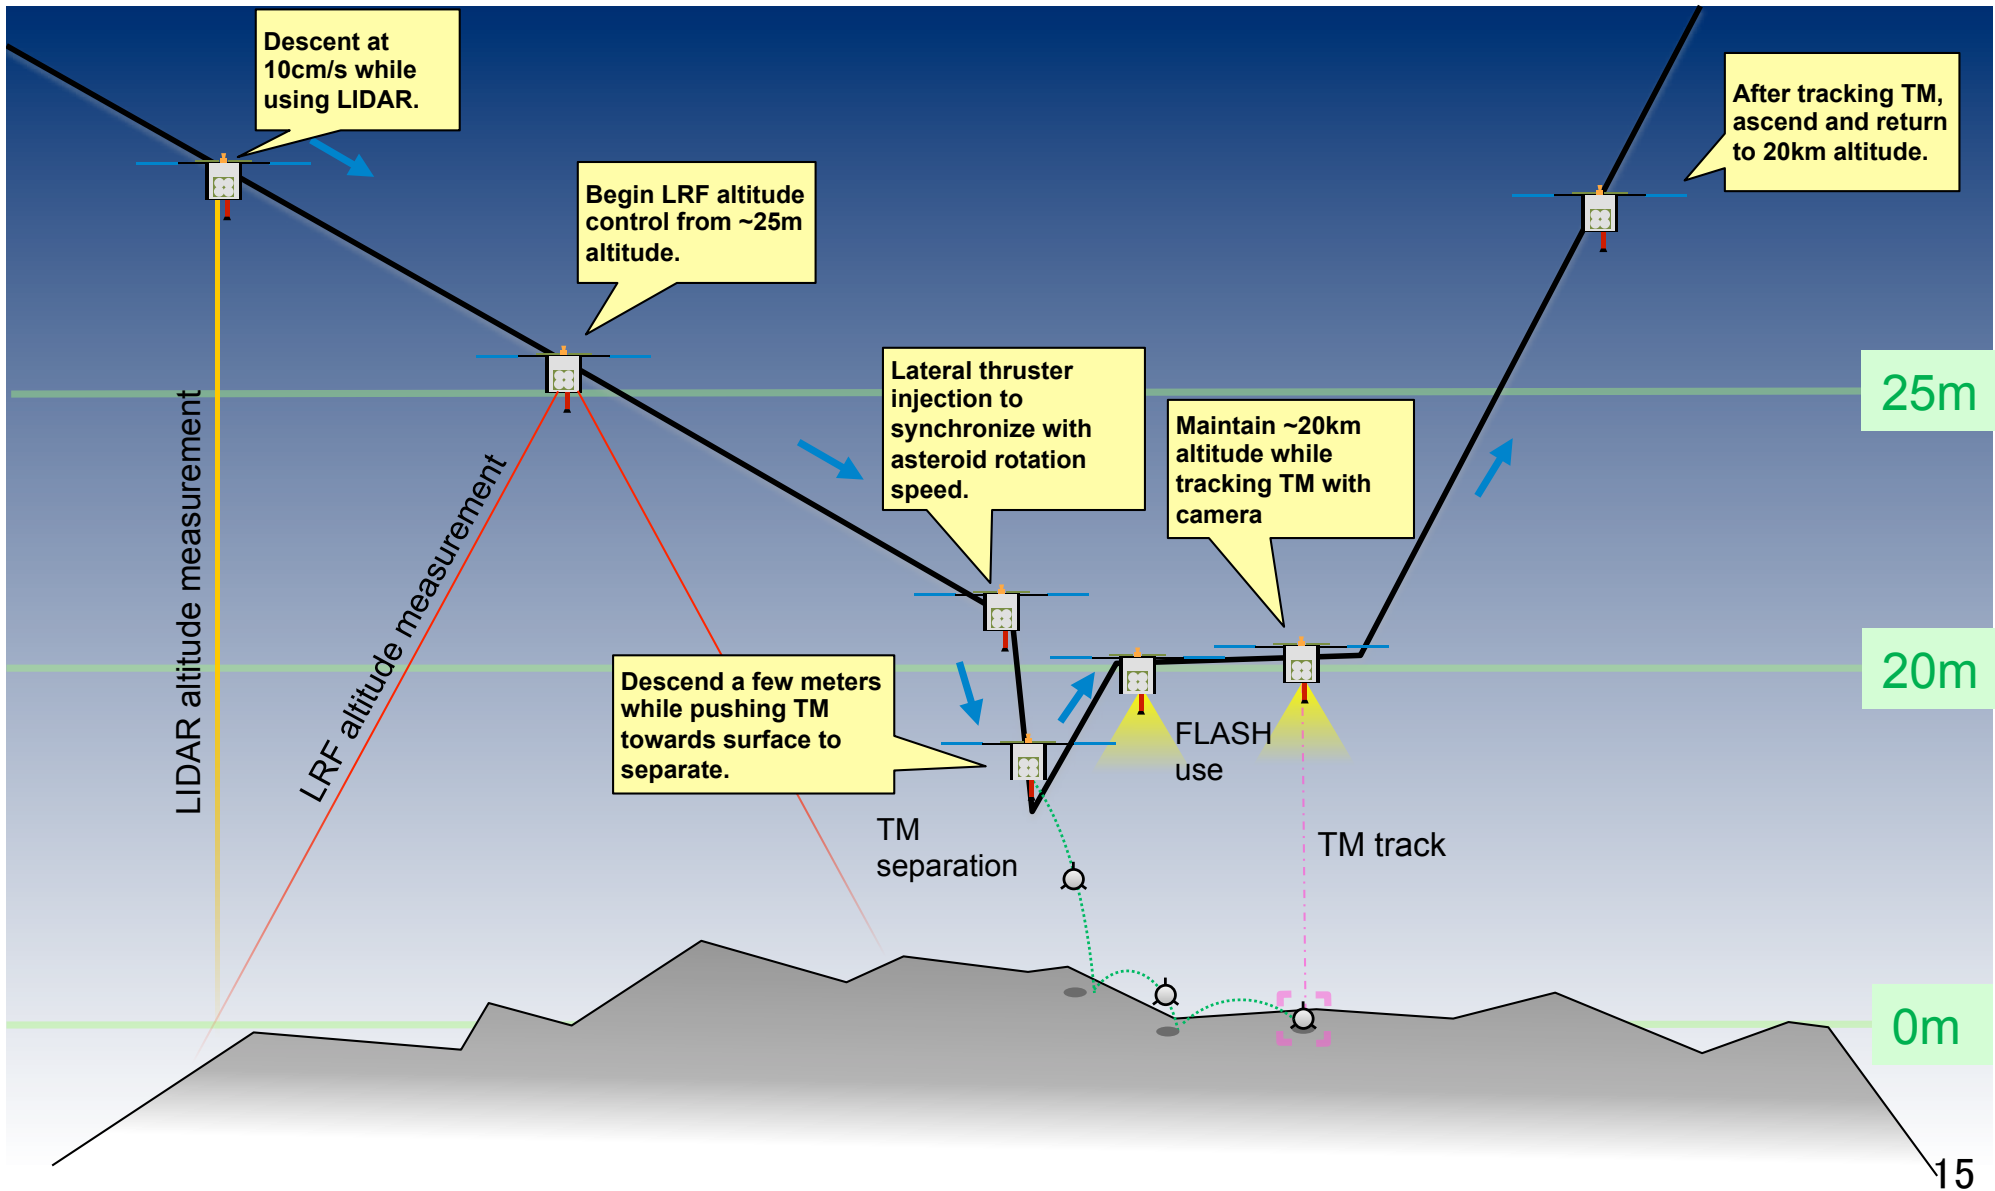 Descent at
10cm/s while
using LIDAR.
After tracking TM,
ascend and return
to 20km altitude.
Begin LRF altitude
control from ~25m
altitude.
Lateral thruster
injection to
synchronize with
asteroid rotation
speed.
25m
Maintain ~20km
altitude while
tracking TM with
camera
LIDAR altitude measurement
LRF altitude measurement
20m
Descend a few meters
while pushing TM
towards surface to
separate.
FLASH
use
TM
separation
TM track
0m
15